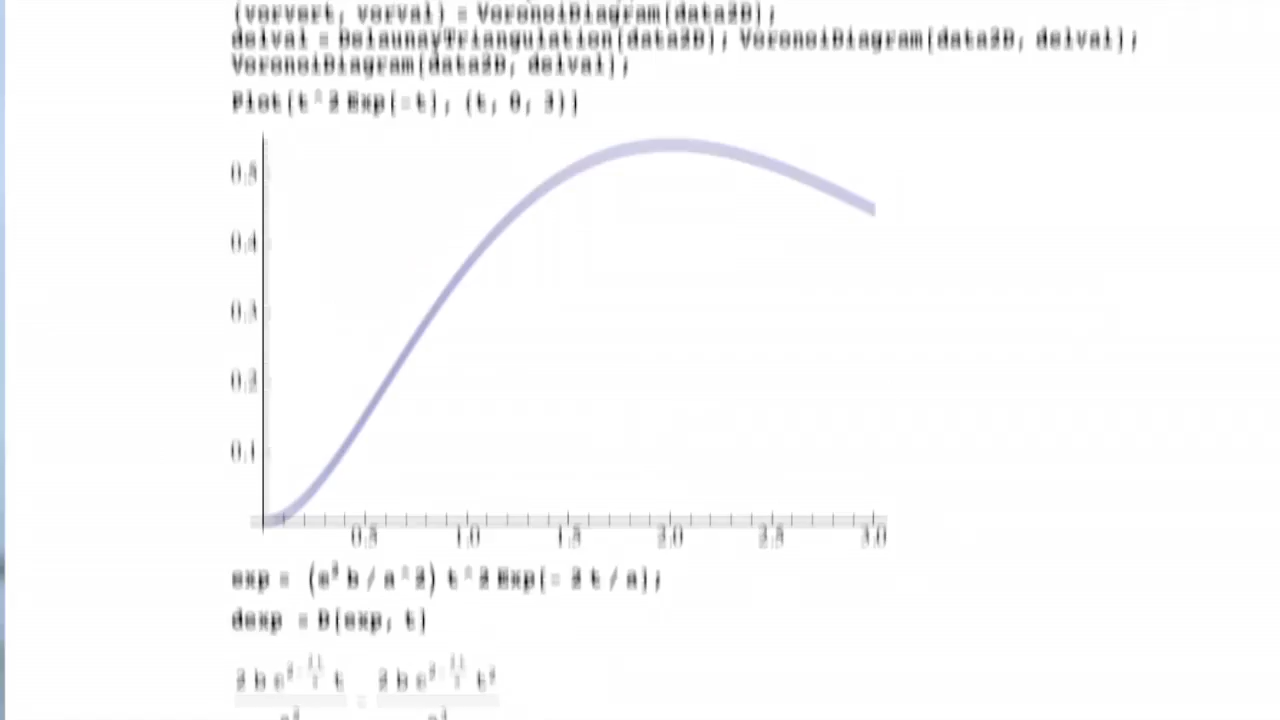 (vorvert, vorval) = VoronoiDiagram[data2D];
delval = DelaunayTriangulation[data2D]; VoronoiDiagram[data2D, delval];
VoronoiDiagram[data2D, delval];
Plot[t^2 Exp[-t], {t, 0, 3}]
0.5
0.4
0.3
0.2
0.1
0.5 1.0 1.5 2.0 2.5 3.0
exp = (e² b / a^2) t^2 Exp[- 2 t / a];
dexp = D[exp, t]